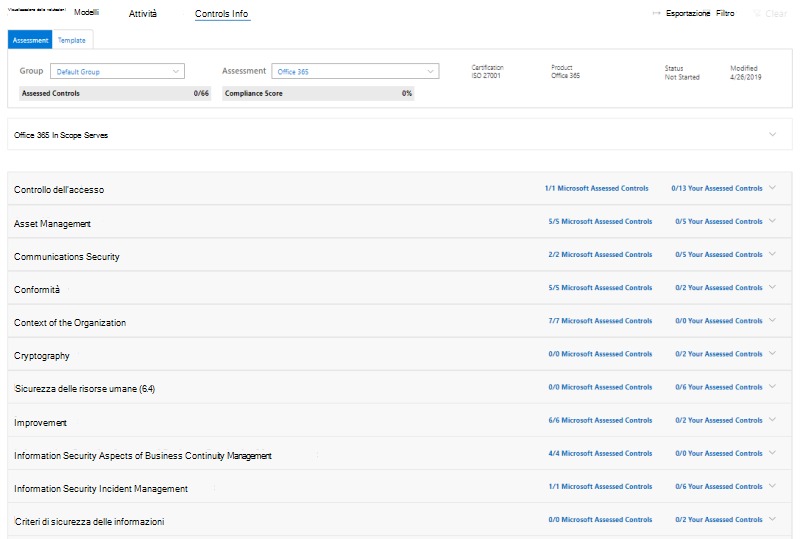 Visualizzazione delle valutazioni Modelli Attività Controls Info Esportazione Filtro Clear
Assessment Template
Group Default Group Assessment Office 365 Certification ISO 27001 Product Office 365 Status Not Started Modified 4/26/2019
Assessed Controls 0/66 Compliance Score 0%
Office 365 In Scope Serves
Controllo dell'accesso 1/1 Microsoft Assessed Controls 0/13 Your Assessed Controls
Asset Management 5/5 Microsoft Assessed Controls 0/5 Your Assessed Controls
Communications Security 2/2 Microsoft Assessed Controls 0/5 Your Assessed Controls
Conformità 5/5 Microsoft Assessed Controls 0/2 Your Assessed Controls
Context of the Organization 7/7 Microsoft Assessed Controls 0/0 Your Assessed Controls
Cryptography 0/0 Microsoft Assessed Controls 0/2 Your Assessed Controls
Sicurezza delle risorse umane (6.4) 0/0 Microsoft Assessed Controls 0/6 Your Assessed Controls
Improvement 6/6 Microsoft Assessed Controls 0/2 Your Assessed Controls
Information Security Aspects of Business Continuity Management 4/4 Microsoft Assessed Controls 0/0 Your Assessed Controls
Information Security Incident Management 1/1 Microsoft Assessed Controls 0/6 Your Assessed Controls
Criteri di sicurezza delle informazioni 0/0 Microsoft Assessed Controls 0/2 Your Assessed Controls